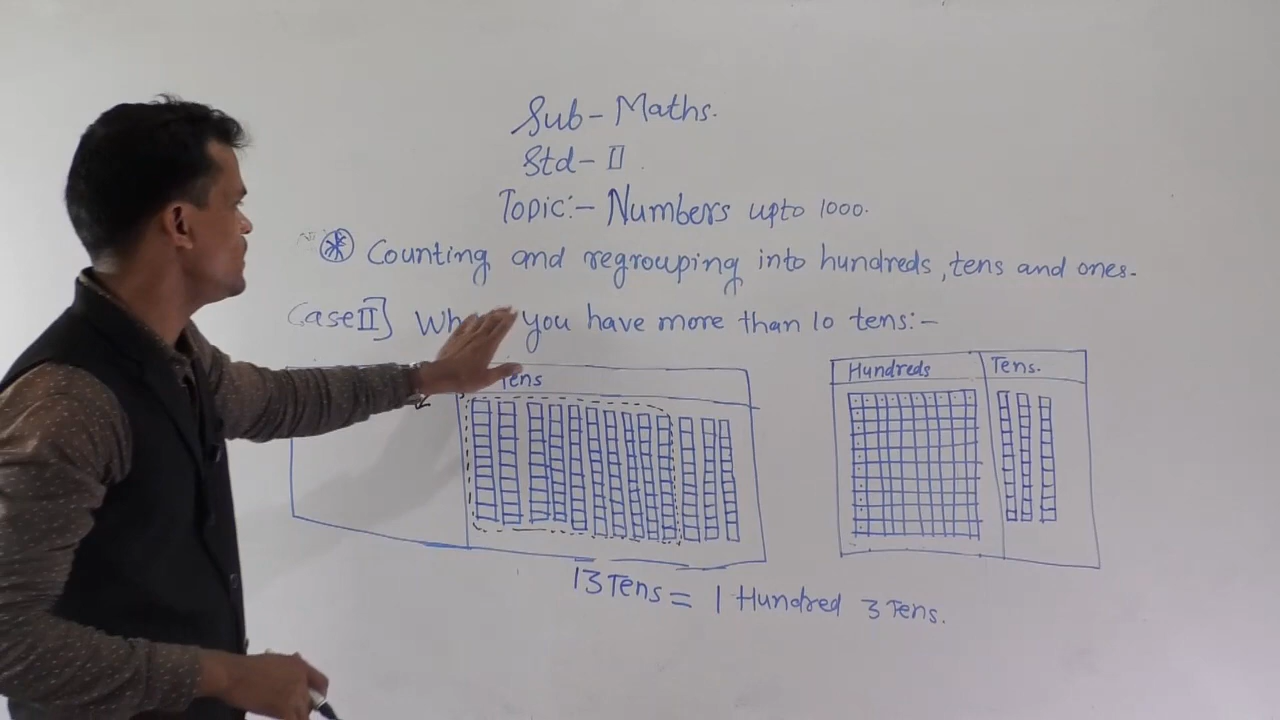 Sub- Maths.
Std- II.
Topic:- Numbers upto 1000.
Counting and regrouping into hundreds, tens and ones.
Case II] you have more than 10 tens:-
Tens
Hundreds Tens.
13 Tens = 1 Hundred 3 Tens.